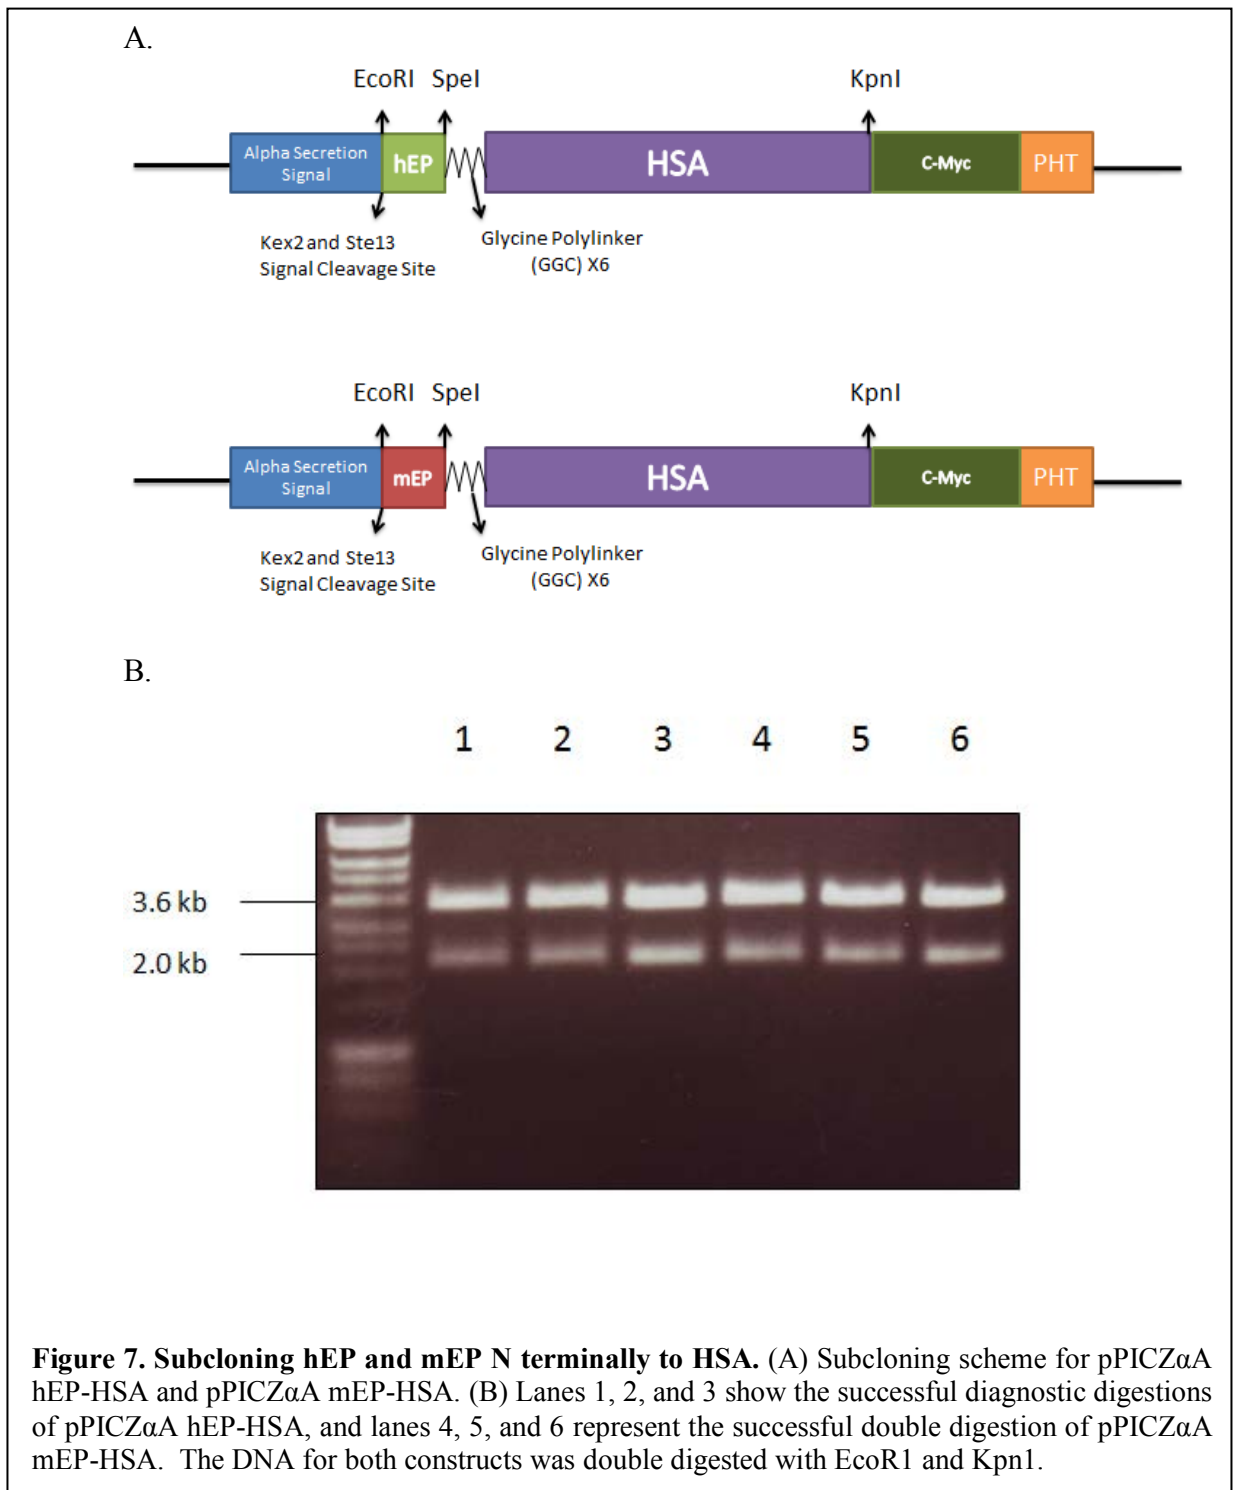 A.
EcoRI SpeI KpnI
Alpha Secretion
Signal
hEP
HSA
C-Myc
PHT
Kex2 and Ste13
Signal Cleavage Site
Glycine Polylinker
(GGC) X6
EcoRI SpeI KpnI
Alpha Secretion
Signal
mEP
HSA
C-Myc
PHT
Kex2 and Ste13
Signal Cleavage Site
Glycine Polylinker
(GGC) X6
B.
1 2 3 4 5 6
3.6 kb
2.0 kb
Figure 7. Subcloning hEP and mEP N terminally to HSA. (A) Subcloning scheme for pPICZαA
hEP-HSA and pPICZαA mEP-HSA. (B) Lanes 1, 2, and 3 show the successful diagnostic digestions
of pPICZαA hEP-HSA, and lanes 4, 5, and 6 represent the successful double digestion of pPICZαA
mEP-HSA. The DNA for both constructs was double digested with EcoR1 and Kpn1.